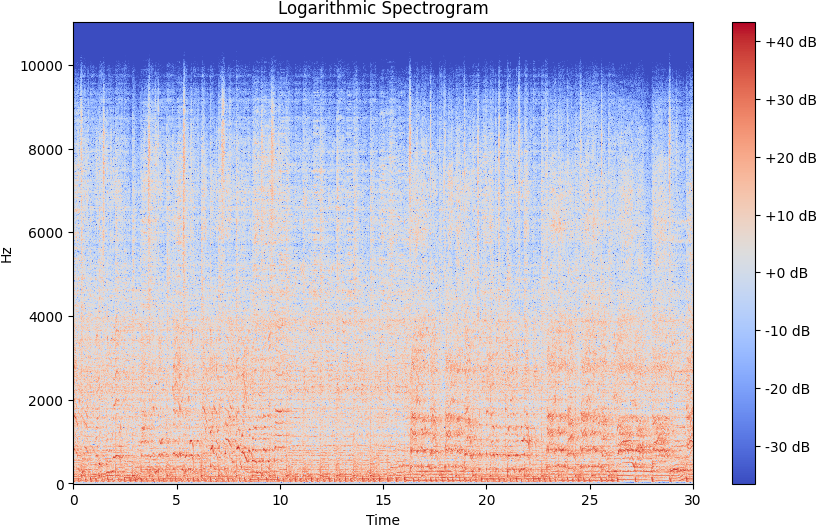 Logarithmic Spectrogram
Hz
10000
8000
6000
4000
2000
0
0 5 10 15 20 25 30
Time
+40 dB
+30 dB
+20 dB
+10 dB
+0 dB
-10 dB
-20 dB
-30 dB